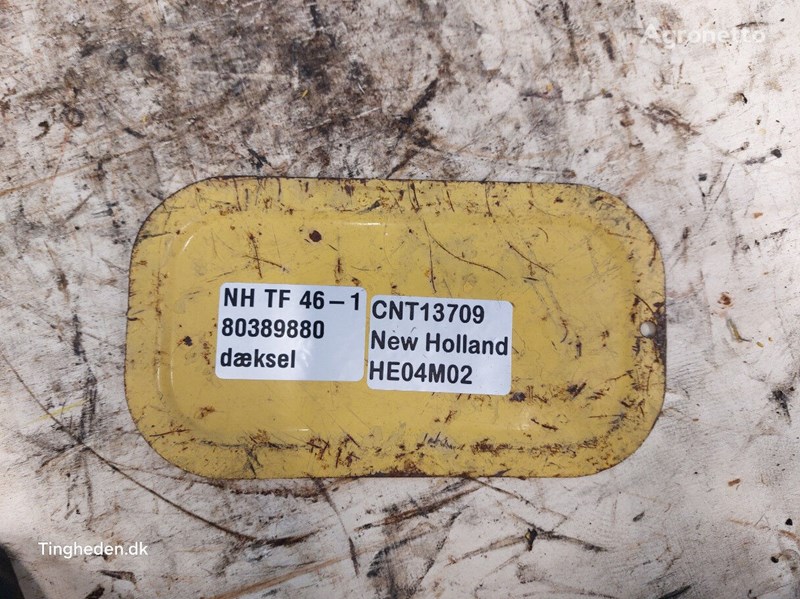 Agronetto
NH TF 46-1
80389880
dæksel
CNT13709
New Holland
HE04M02
Tingheden.dk